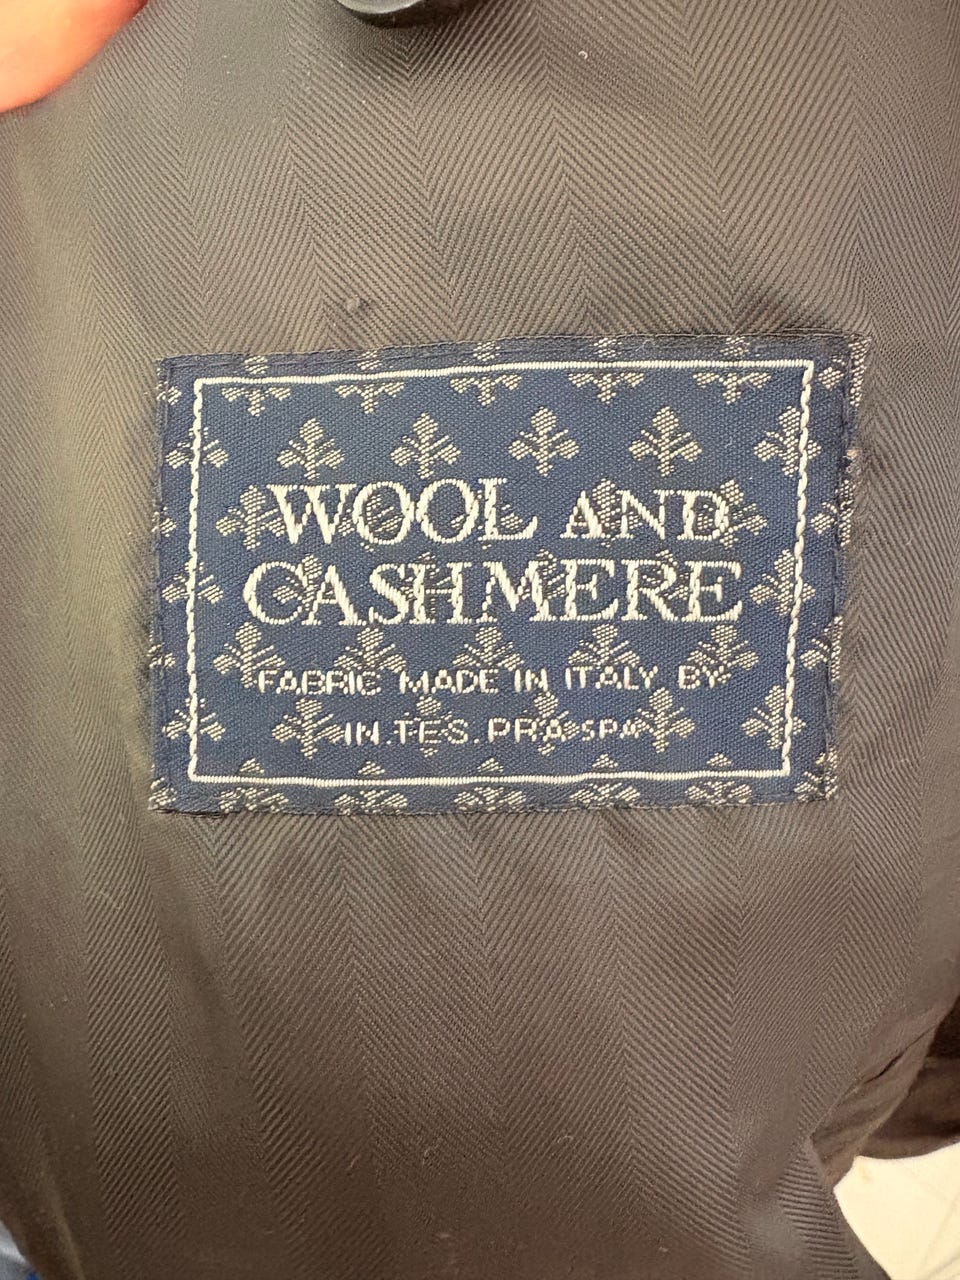 WOOL AND
CASHMERE
FABRIC MADE IN ITALY BY
IN.TES.PRA SPA